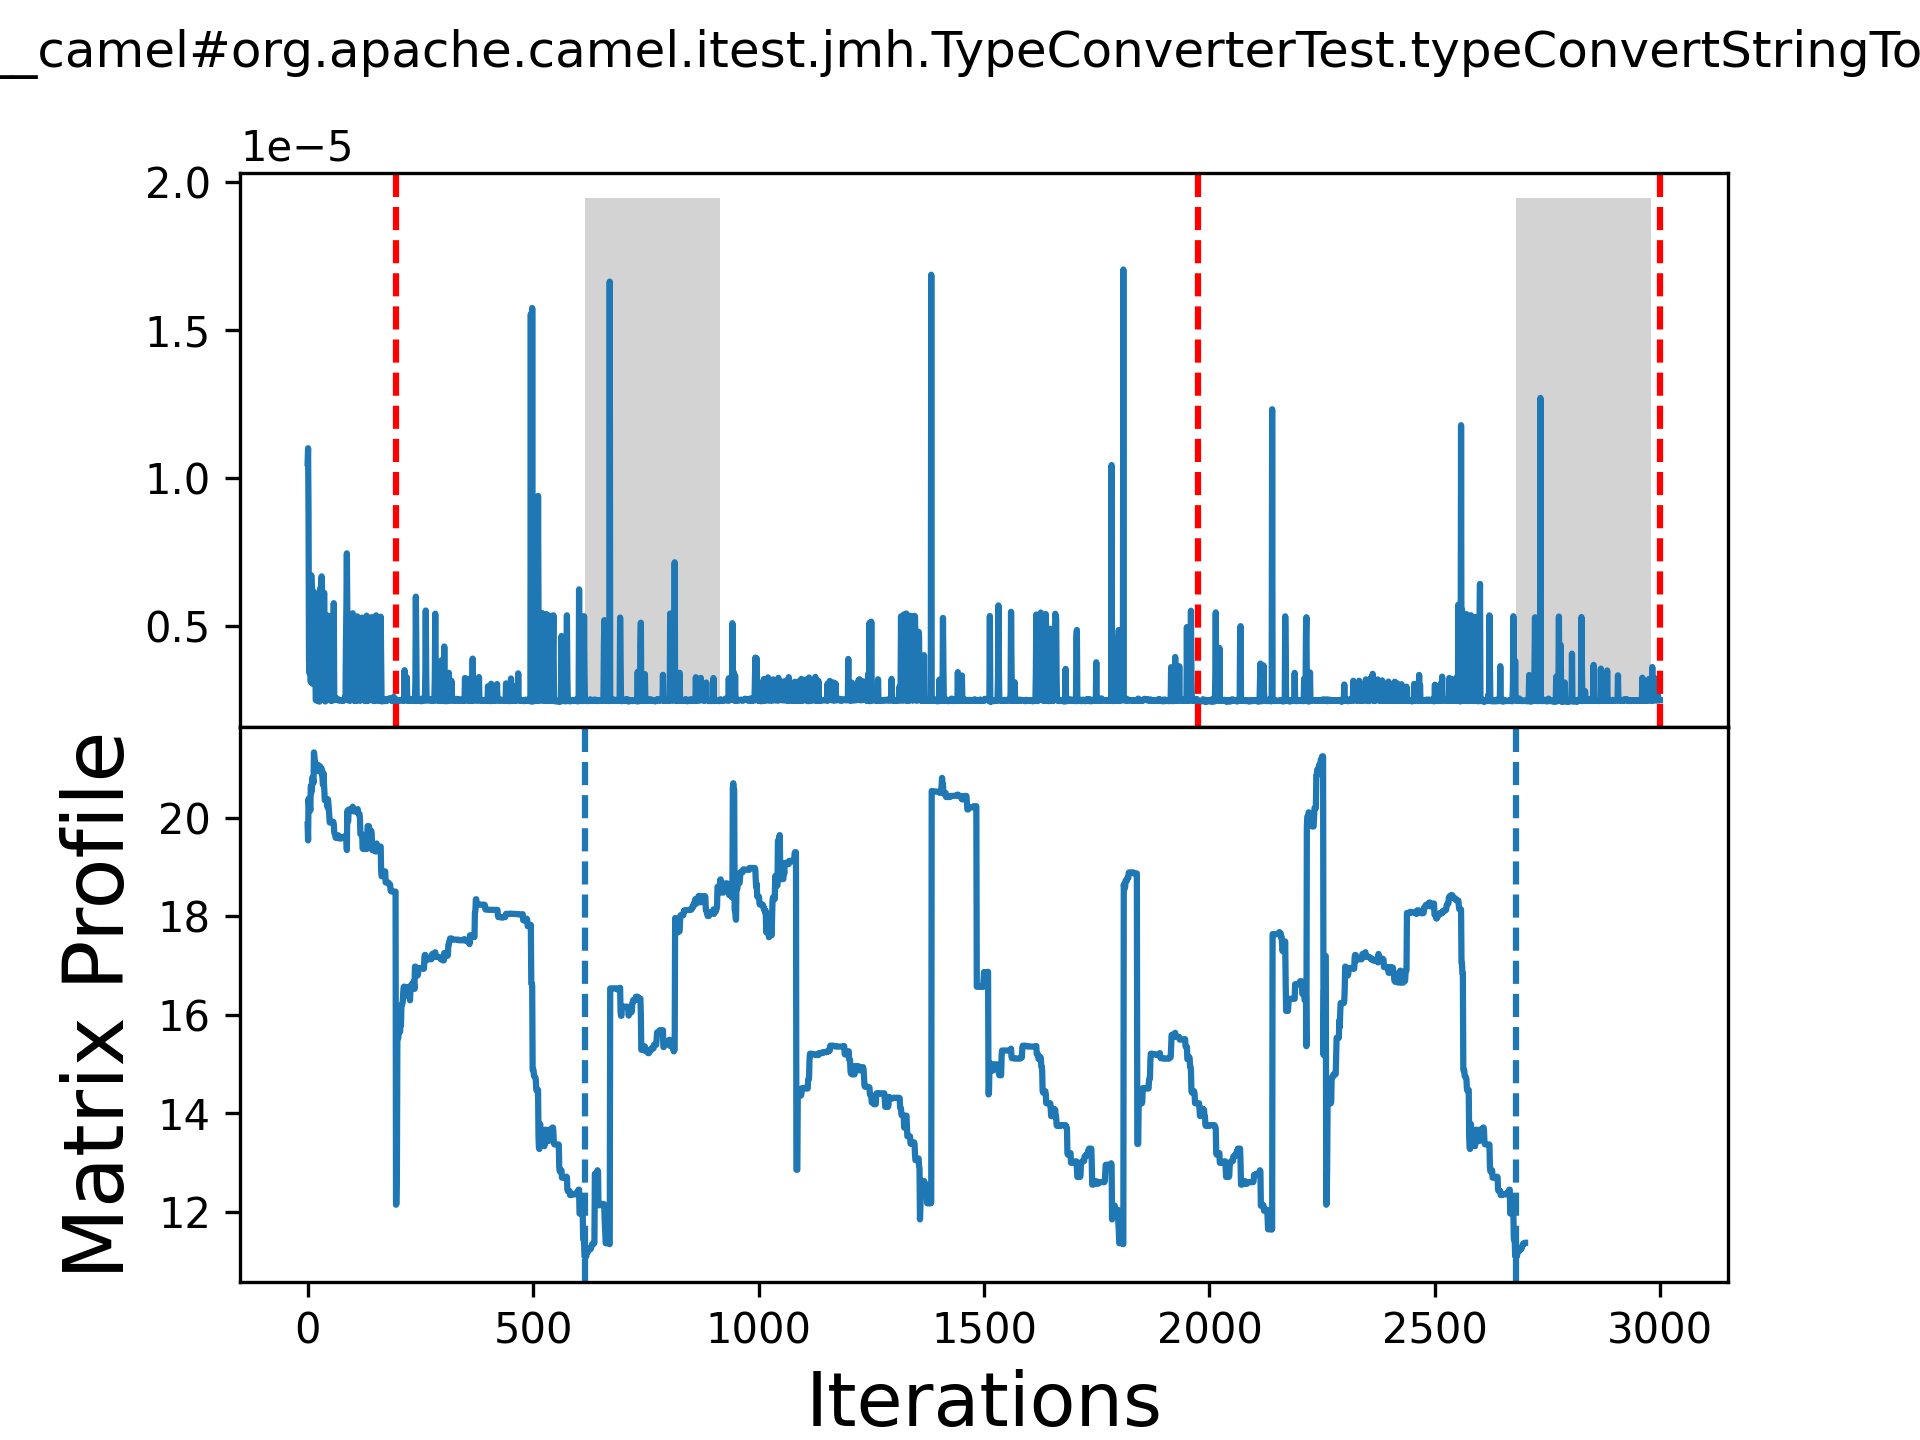 __camel#org.apache.camel.itest.jmh.TypeConverterTest.typeConvertStringTo
1e−5
2.0
1.5
1.0
0.5
Matrix Profile
20
18
16
14
12
0 500 1000 1500 2000 2500 3000
Iterations